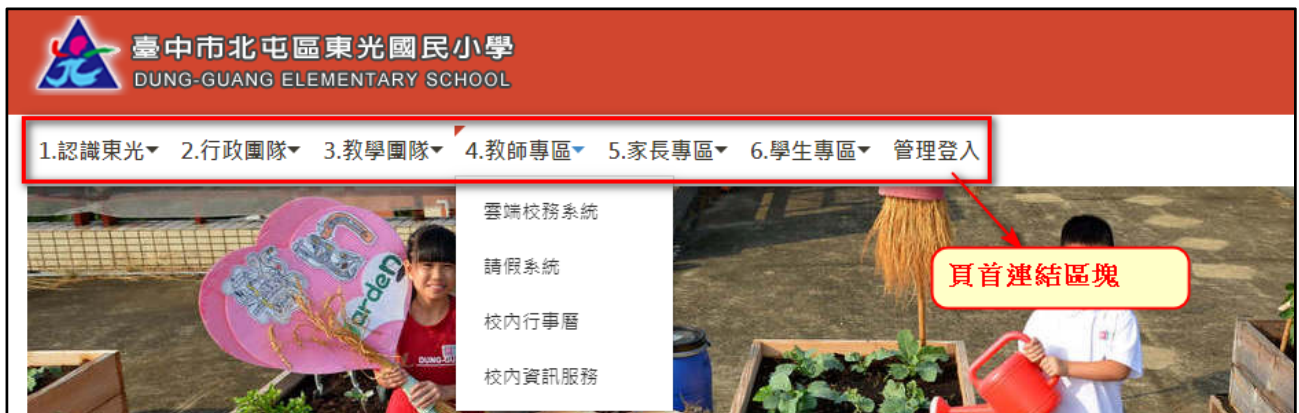 臺中市北屯區東光國民小學
DUNG-GUANG ELEMENTARY SCHOOL
1.認識東光▾ 2.行政團隊▾ 3.教學團隊▾ 4.教師專區▾ 5.家長專區▾ 6.學生專區▾ 管理登入
雲端校務系統
請假系統
校內行事曆
校內資訊服務
頁首連結區塊
Garden